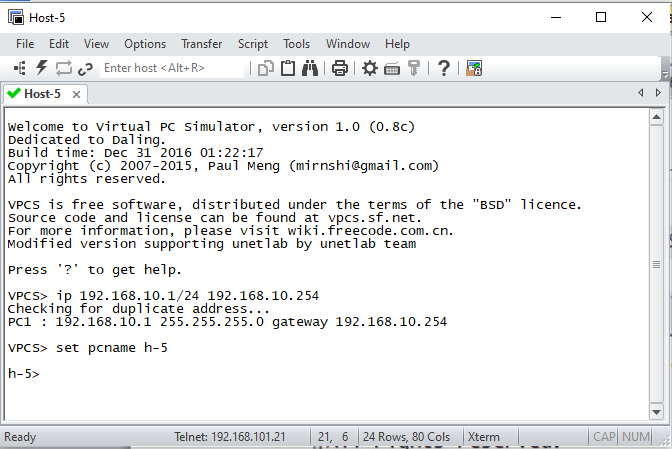 Host-5
File Edit View Options Transfer Script Tools Window Help
Enter host <Alt+R>
Host-5
Welcome to Virtual PC Simulator, version 1.0 (0.8c)
Dedicated to Daling.
Build time: Dec 31 2016 01:22:17
Copyright (c) 2007-2015, Paul Meng (mirnshi@gmail.com)
All rights reserved.
VPCS is free software, distributed under the terms of the "BSD" licence.
Source code and license can be found at vpcs.sf.net.
For more information, please visit wiki.freecode.com.cn.
Modified version supporting unetlab by unetlab team
Press '?' to get help.
VPCS> ip 192.168.10.1/24 192.168.10.254
Checking for duplicate address...
PC1 : 192.168.10.1 255.255.255.0 gateway 192.168.10.254
VPCS> set pcname h-5
h-5>
Ready Telnet: 192.168.101.21 21, 6 24 Rows, 80 Cols Xterm CAP NUM